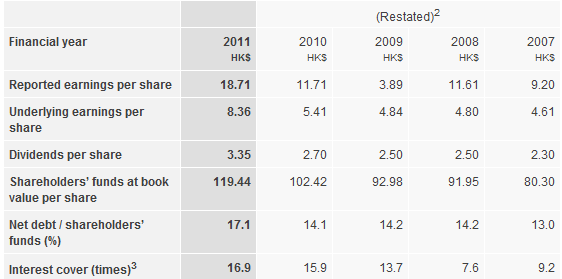 (Restated)2
Financial year 2011 2010 2009 2008 2007
HK$ HK$ HK$ HK$ HK$
Reported earnings per share 18.71 11.71 3.89 11.61 9.20
Underlying earnings per 8.36 5.41 4.84 4.80 4.61
share
Dividends per share 3.35 2.70 2.50 2.50 2.30
Shareholders' funds at book 119.44 102.42 92.98 91.95 80.30
value per share
Net debt / shareholders' 17.1 14.1 14.2 14.2 13.0
funds (%)
Interest cover (times)3 16.9 15.9 13.7 7.6 9.2